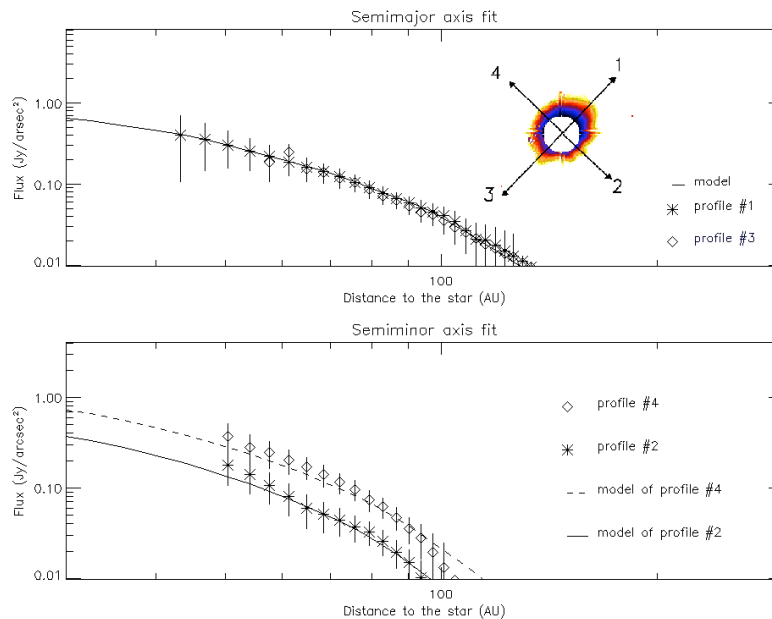 Semimajor axis fit
Flux (Jy/arsec²)
1.00
0.10
0.01
4
1
3
2
model
profile #1
profile #3
100
Distance to the star (AU)
Semiminor axis fit
Flux (Jy/arcsec²)
1.00
0.10
0.01
profile #4
profile #2
model of profile #4
model of profile #2
100
Distance to the star (AU)